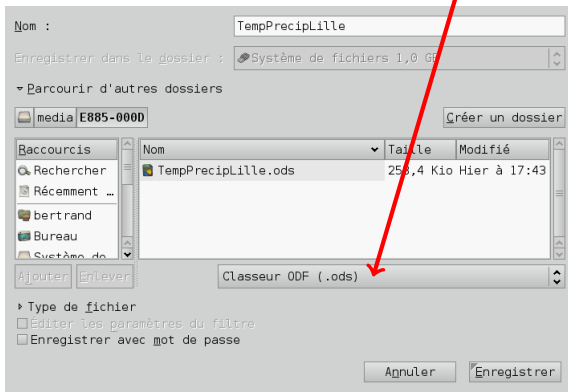 Nom : TempPrecipLille
Enregistrer dans le dossier : Système de fichiers 1,0 GB
Parcourir d'autres dossiers
media E885-000D Créer un dossier
Raccourcis Nom Taille Modifié
Rechercher TempPrecipLille.ods 258,4 Kio Hier à 17:43
Récemment ...
bertrand
Bureau
Système de
Ajouter Enlever Classeur ODF (.ods)
Type de fichier
Éditer les paramètres du filtre
Enregistrer avec mot de passe
Annuler Enregistrer